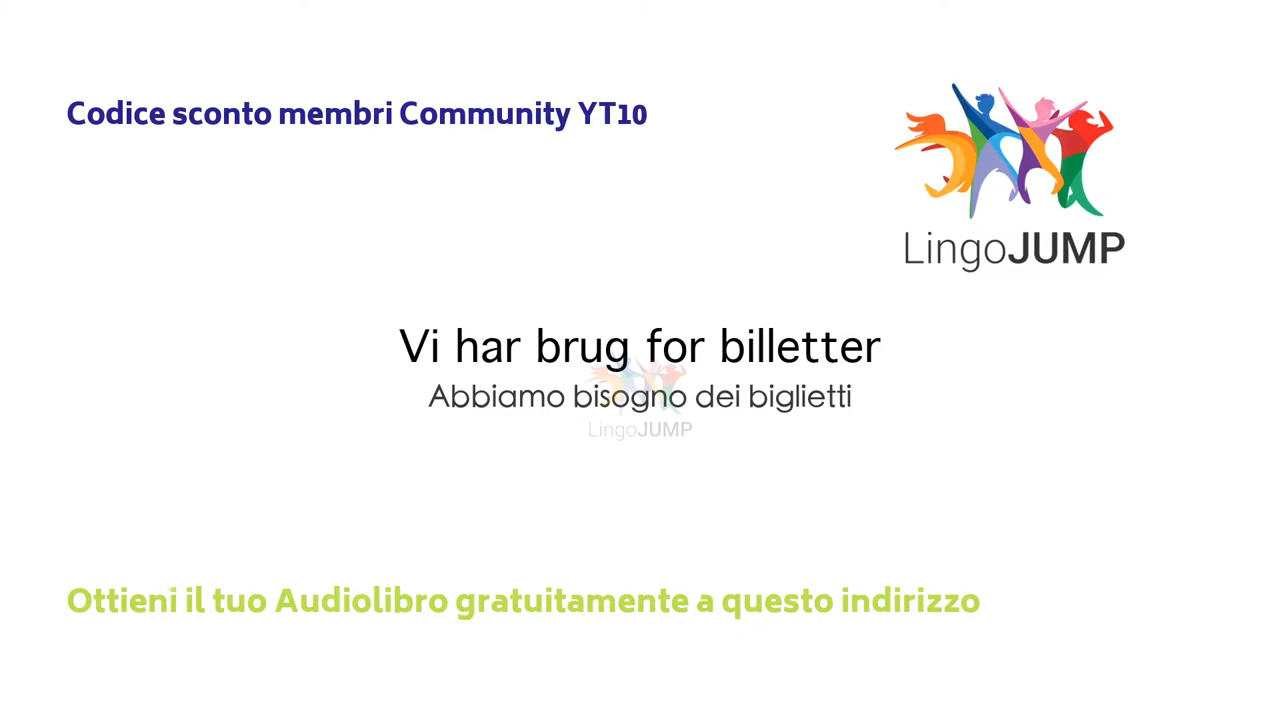 Codice sconto membri Community YT10
LingoJUMP
Vi har brug for billetter
Abbiamo bisogno dei biglietti
LingoJUMP
Ottieni il tuo Audiolibro gratuitamente a questo indirizzo